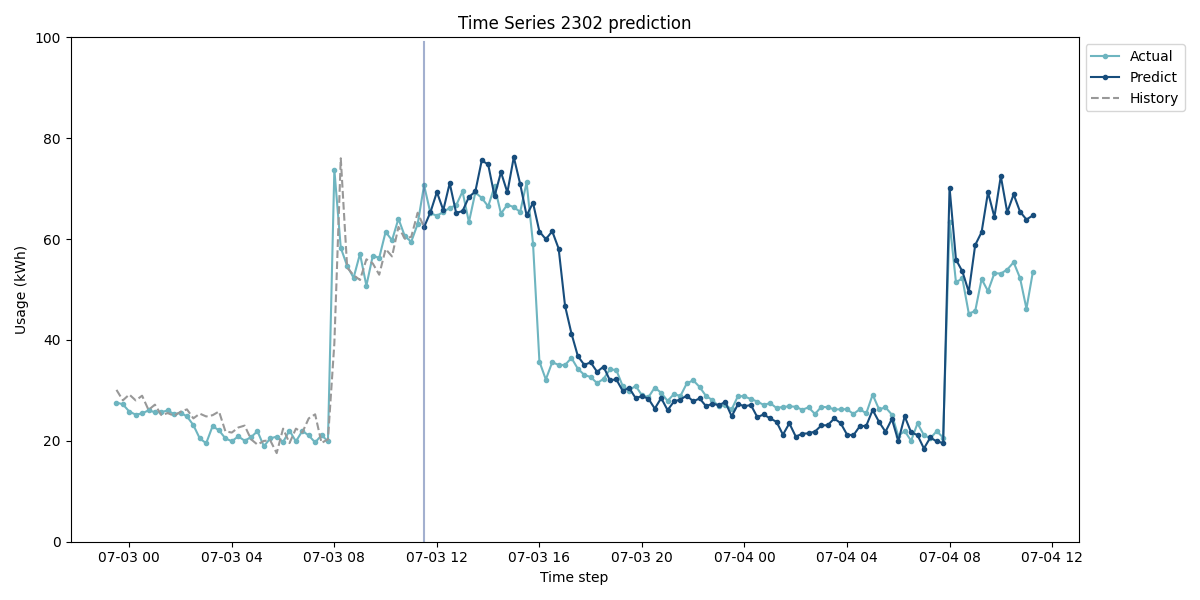 Time Series 2302 prediction
100
80
60
40
20
0
Usage (kWh)
07-03 00
07-03 04
07-03 08
07-03 12
07-03 16
07-03 20
07-04 00
07-04 04
07-04 08
07-04 12
Time step
Actual
Predict
History